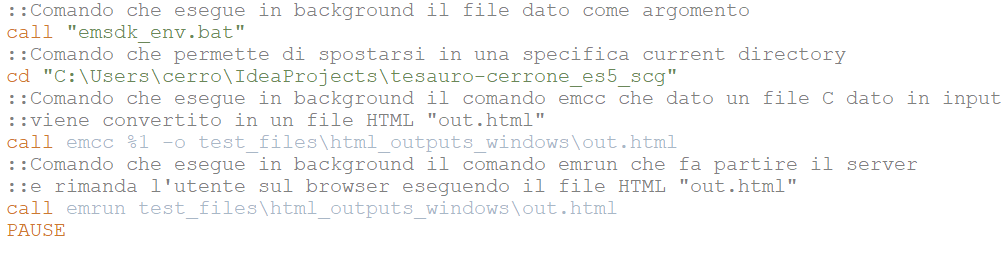 ::Comando che esegue in background il file dato come argomento
call "emsdk_env.bat"
::Comando che permette di spostarsi in una specifica current directory
cd "C:\Users\cerro\IdeaProjects\tesauro-cerrone_es5_scg"
::Comando che esegue in background il comando emcc che dato un file C dato in input
::viene convertito in un file HTML "out.html"
call emcc %1 -o test_files\html_outputs_windows\out.html
::Comando che esegue in background il comando emrun che fa partire il server
::e rimanda l'utente sul browser eseguendo il file HTML "out.html"
call emrun test_files\html_outputs_windows\out.html
PAUSE